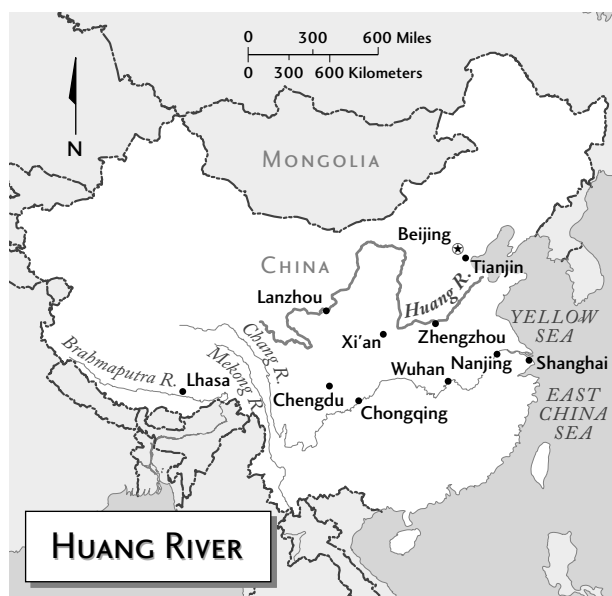 0 300 600 Miles
0 300 600 Kilometers
N
MONGOLIA
Beijing
Tianjin
CHINA
Huang R.
Lanzhou
YELLOW
SEA
Zhengzhou
Xi'an
Chang R.
Mekong R.
Brahmaputra R.
Lhasa
Wuhan
Nanjing
Shanghai
Chengdu
Chongqing
EAST
CHINA
SEA
HUANG RIVER